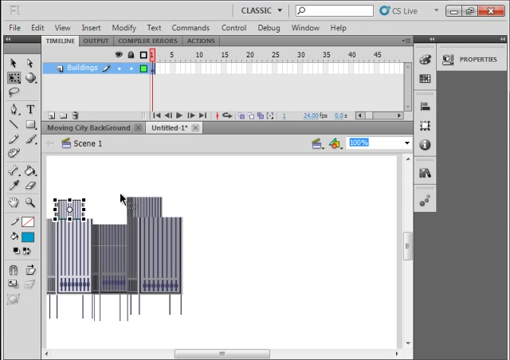 Fl
CLASSIC
CS Live
File Edit View Insert Modify Text Commands Control Debug Window Help
TIMELINE OUTPUT COMPILER ERRORS ACTIONS
PROPERTIES
1 5 10 15 20 25 30 35 40 45
Buildings
1 24.00 fps 0.0 s
Moving City BackGround Untitled-1*
Scene 1 100%